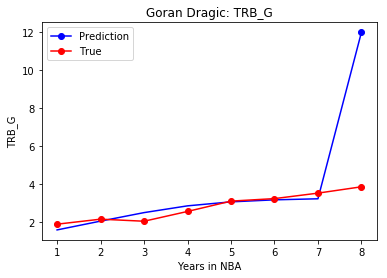 Goran Dragic: TRB_G
Prediction
True
12
10
8
6
4
2
TRB_G
1 2 3 4 5 6 7 8
Years in NBA